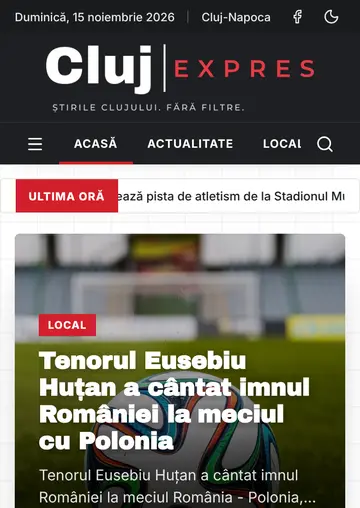 Duminică, 15 noiembrie 2026 | Cluj-Napoca
Cluj | EXPRES
ȘTIRILE CLUJULUI. FĂRĂ FILTRE.
ACASĂ ACTUALITATE LOCAL
ULTIMA ORĂ pista de atletism de la Stadionul
LOCAL
Tenorul Eusebiu
Huțan a cântat imnul
României la meciul
cu Polonia
Tenorul Eusebiu Huțan a cântat imnul
României la meciul România - Polonia,...